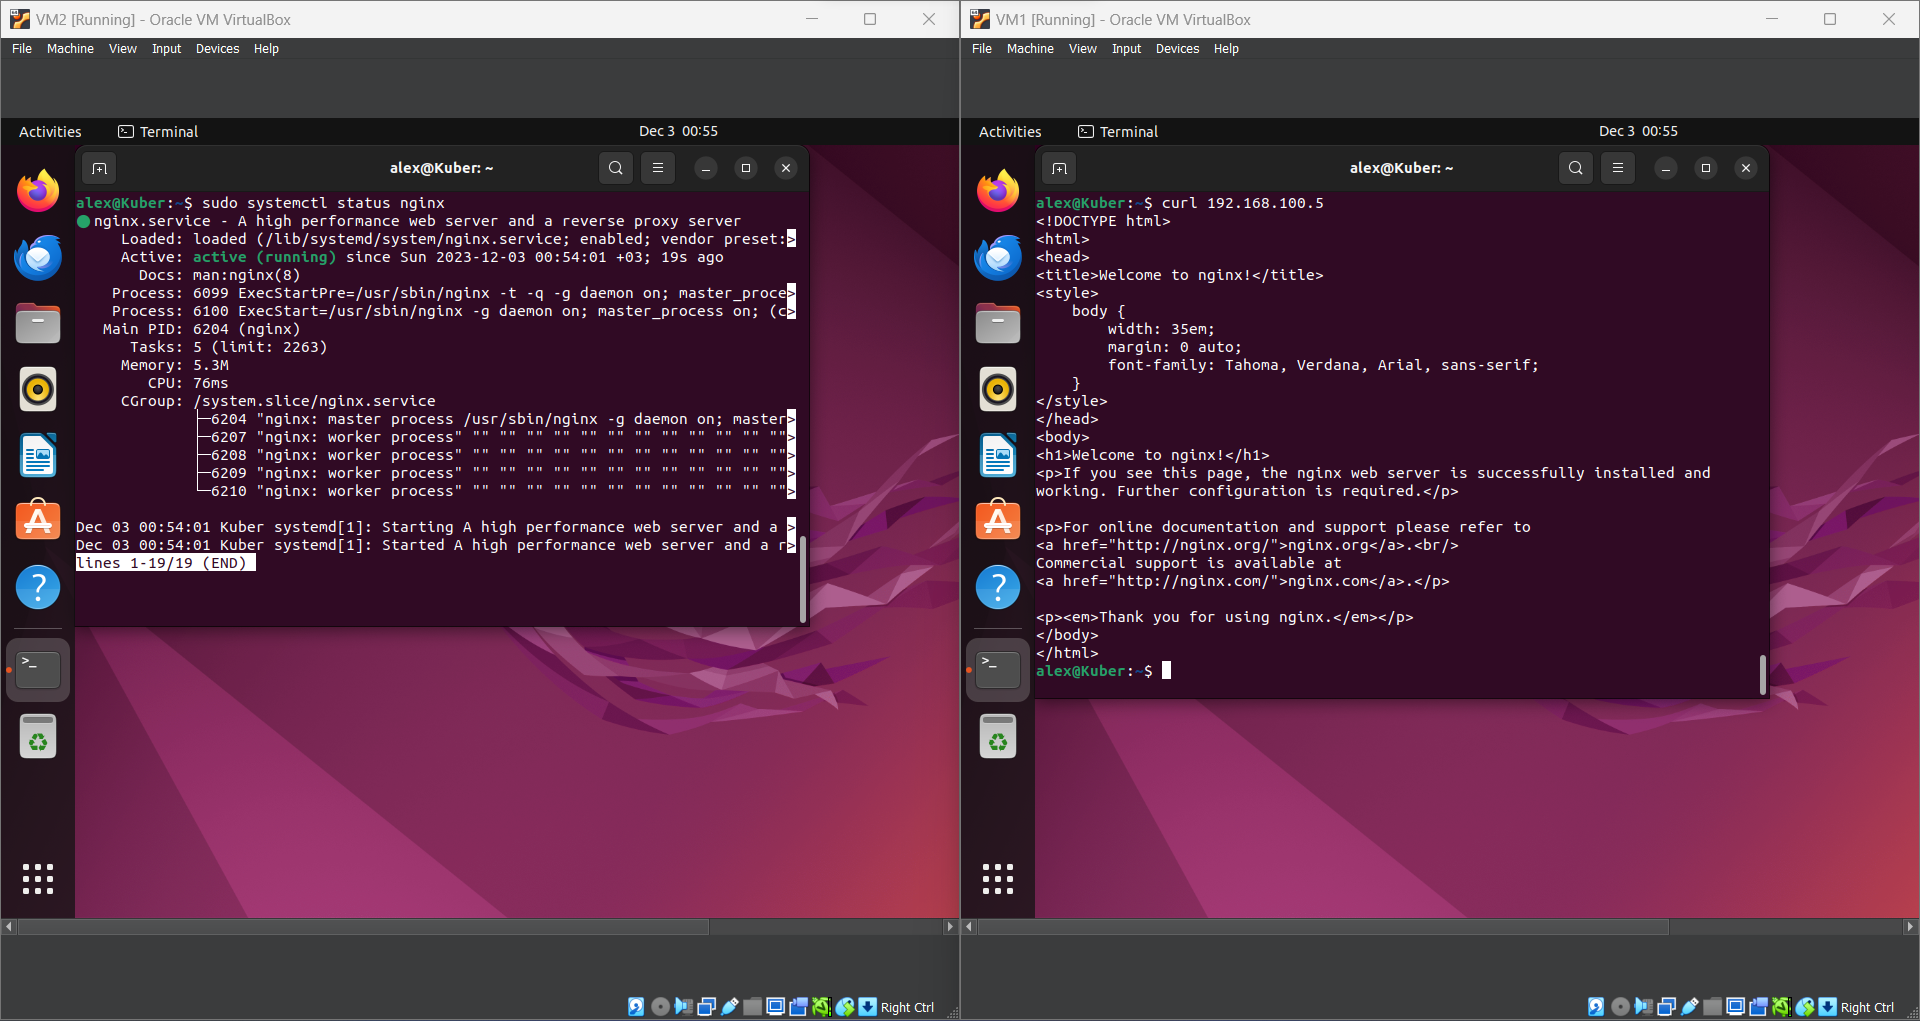 VM2 [Running] - Oracle VM VirtualBox
File Machine View Input Devices Help
Activities Terminal Dec 3 00:55
alex@Kuber: ~
alex@Kuber:~$ sudo systemctl status nginx
nginx.service - A high performance web server and a reverse proxy server
Loaded: loaded (/lib/systemd/system/nginx.service; enabled; vendor preset:>
Active: active (running) since Sun 2023-12-03 00:54:01 +03; 19s ago
Docs: man:nginx(8)
Process: 6099 ExecStartPre=/usr/sbin/nginx -t -q -g daemon on; master_proce>
Process: 6100 ExecStart=/usr/sbin/nginx -g daemon on; master_process on; (c>
Main PID: 6204 (nginx)
Tasks: 5 (limit: 2263)
Memory: 5.3M
CPU: 76ms
CGroup: /system.slice/nginx.service
├─6204 "nginx: master process /usr/sbin/nginx -g daemon on; master>
├─6207 "nginx: worker process" "" "" "" "" "" "" "" "" "" "" "" "">
├─6208 "nginx: worker process" "" "" "" "" "" "" "" "" "" "" "" "">
├─6209 "nginx: worker process" "" "" "" "" "" "" "" "" "" "" "" "">
└─6210 "nginx: worker process" "" "" "" "" "" "" "" "" "" "" "" "">
Dec 03 00:54:01 Kuber systemd[1]: Starting A high performance web server and a >
Dec 03 00:54:01 Kuber systemd[1]: Started A high performance web server and a r>
lines 1-19/19 (END)
Right Ctrl
VM1 [Running] - Oracle VM VirtualBox
File Machine View Input Devices Help
Activities Terminal Dec 3 00:55
alex@Kuber: ~
alex@Kuber:~$ curl 192.168.100.5
<!DOCTYPE html>
<html>
<head>
<title>Welcome to nginx!</title>
<style>
body {
width: 35em;
margin: 0 auto;
font-family: Tahoma, Verdana, Arial, sans-serif;
}
</style>
</head>
<body>
<h1>Welcome to nginx!</h1>
<p>If you see this page, the nginx web server is successfully installed and
working. Further configuration is required.</p>
<p>For online documentation and support please refer to
<a href="http://nginx.org/">nginx.org</a>.<br/>
Commercial support is available at
<a href="http://nginx.com/">nginx.com</a>.</p>
<p><em>Thank you for using nginx.</em></p>
</body>
</html>
alex@Kuber:~$
Right Ctrl